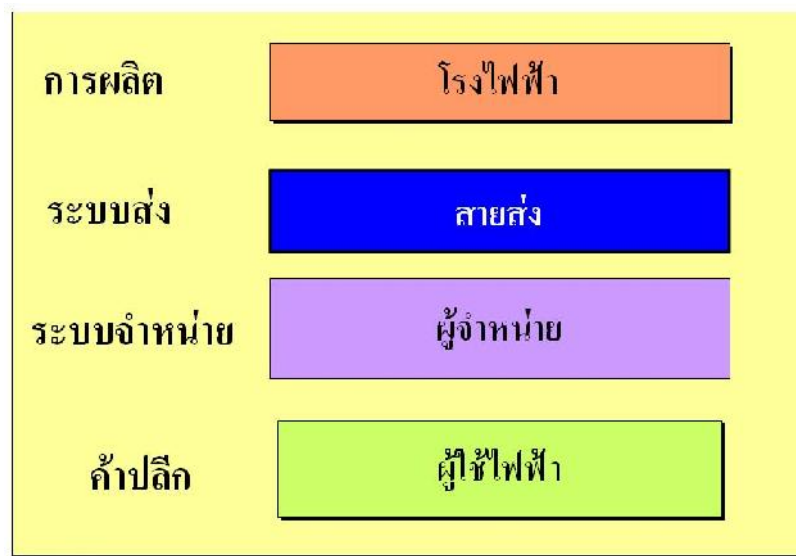 การผลิต โรงไฟฟ้า
ระบบส่ง สายส่ง
ระบบจำหน่าย ผู้จำหน่าย
ค้าปลีก ผู้ใช้ไฟฟ้า